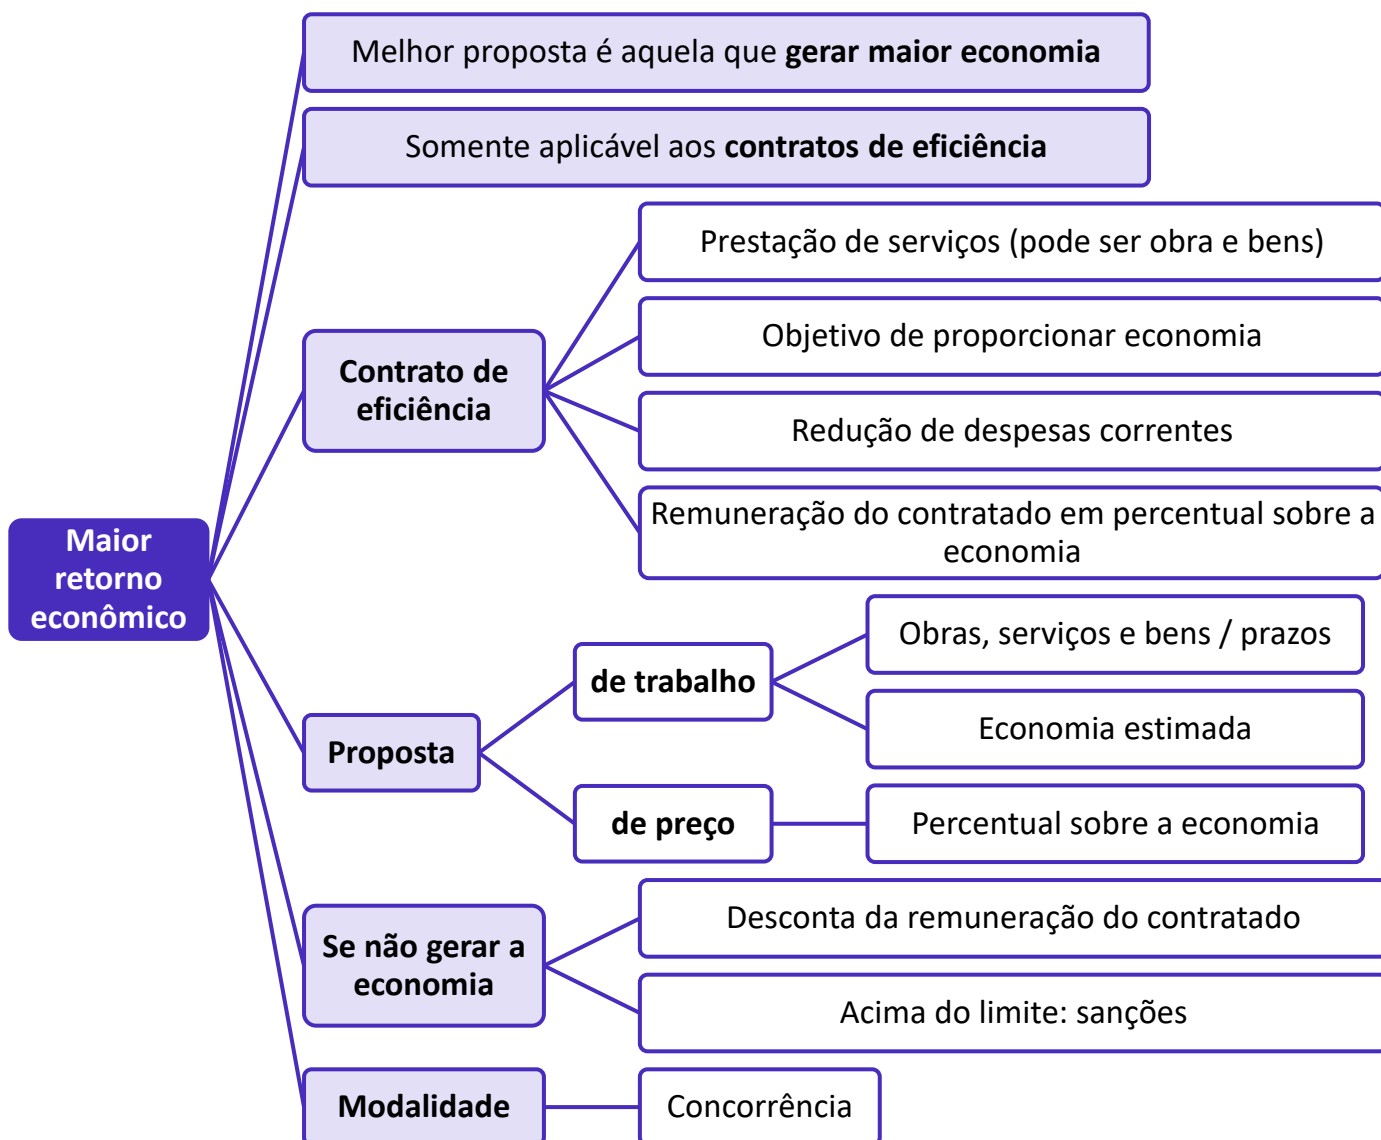 Melhor proposta é aquela que gerar maior economia
Somente aplicável aos contratos de eficiência
Prestação de serviços (pode ser obra e bens)
Objetivo de proporcionar economia
Contrato de
eficiência
Redução de despesas correntes
Remuneração do contratado em percentual sobre a
economia
Maior
retorno
econômico
Obras, serviços e bens / prazos
de trabalho
Economia estimada
Proposta
de preço
Percentual sobre a economia
Desconta da remuneração do contratado
Se não gerar a
economia
Acima do limite: sanções
Modalidade
Concorrência